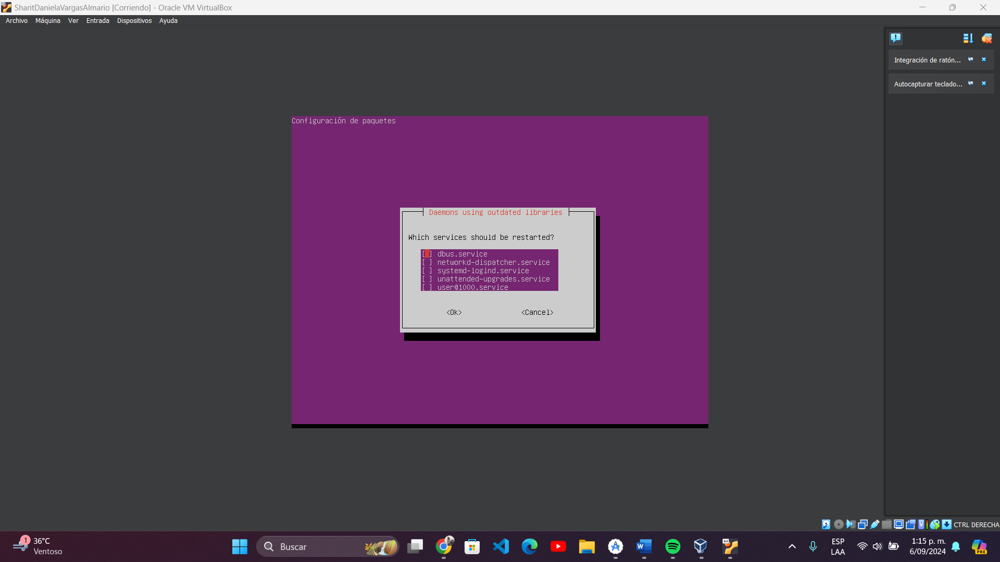 SharitDanielaVargasAlmario [Corriendo] - Oracle VM VirtualBox
Archivo Máquina Ver Entrada Dispositivos Ayuda
Integración de ratón...
Autocapturar teclado...
Configuración de paquetes
Daemons using outdated libraries
Which services should be restarted?
[ ] dbus.service
[ ] networkd-dispatcher.service
[ ] systemd-logind.service
[ ] unattended-upgrades.service
[ ] user@1000.service
<Ok> <Cancel>
CTRL DERECHA
1
36°C
Ventoso
Buscar
64
ESP
LAA
1:15 p. m.
6/09/2024
PRE